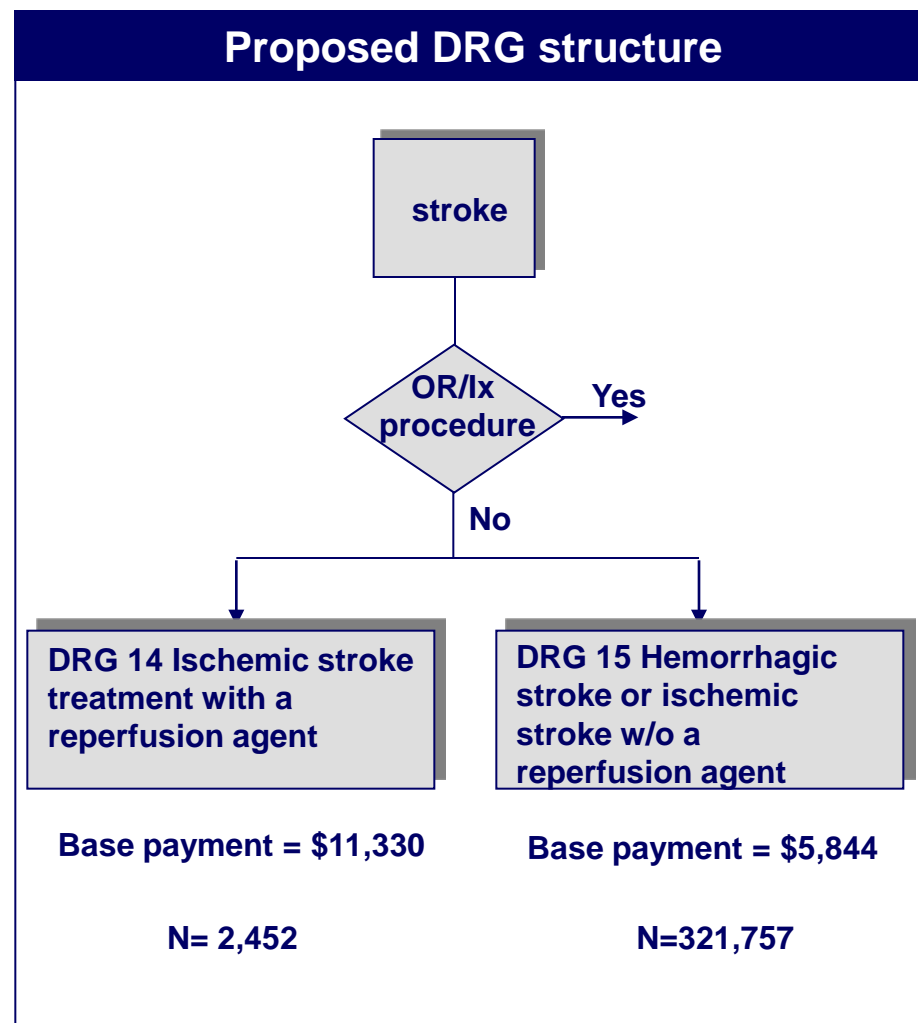 Proposed DRG structure
stroke
OR/Ix
procedure
Yes
No
DRG 14 Ischemic stroke
treatment with a
reperfusion agent
DRG 15 Hemorrhagic
stroke or ischemic
stroke w/o a
reperfusion agent
Base payment = $11,330
Base payment = $5,844
N= 2,452
N=321,757